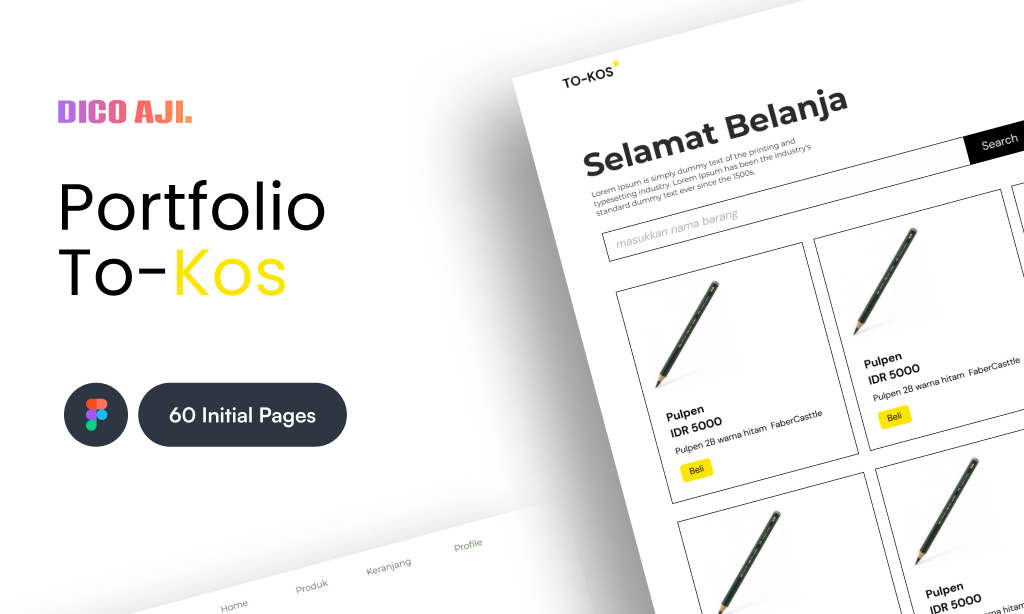 DICO AJI.
Portfolio
To-Kos
60 Initial Pages
TO-KOS
Selamat Belanja
Lorem Ipsum is simply dummy text of the printing and
typesetting industry. Lorem Ipsum has been the industry's
standard dummy text ever since the 1500s,
masukkan nama barang
Search
Pulpen
IDR 5000
Pulpen 2B warna hitam FaberCasttle
Beli
Pulpen
IDR 5000
Pulpen 2B warna hitam FaberCasttle
Beli
Pulpen
IDR 5000
Home
Produk
Keranjang
Profile